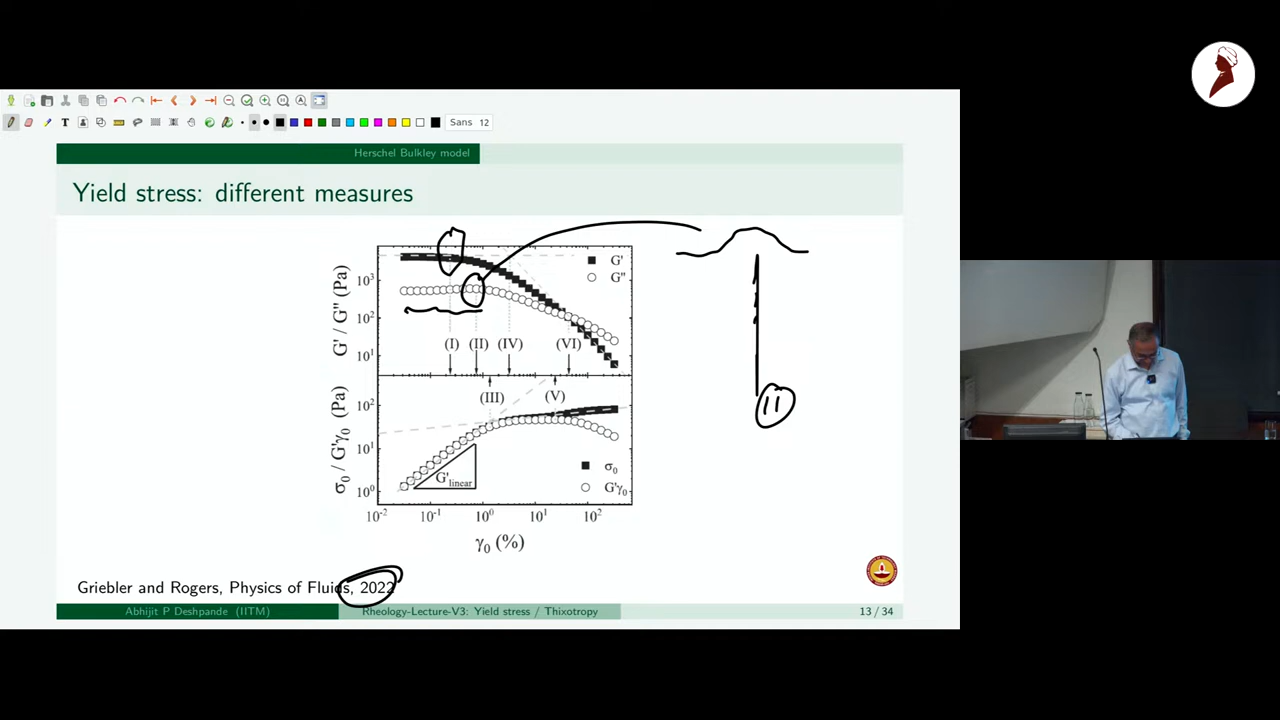 Sans 12
Herschel Bulkley model
Yield stress: different measures
G' / G'' (Pa)
10³
10²
10¹
G'
G''
(I) (II) (IV) (VI)
(III) (V)
σ₀ / G'γ₀ (Pa)
10²
10¹
10⁰
G'linear
σ₀
G'γ₀
10⁻² 10⁻¹ 10⁰ 10¹ 10²
γ₀ (%)
II
Griebler and Rogers, Physics of Fluids, 2022
Abhijit P Deshpande (IITM) Rheology-Lecture-V3: Yield stress / Thixotropy 13 / 34